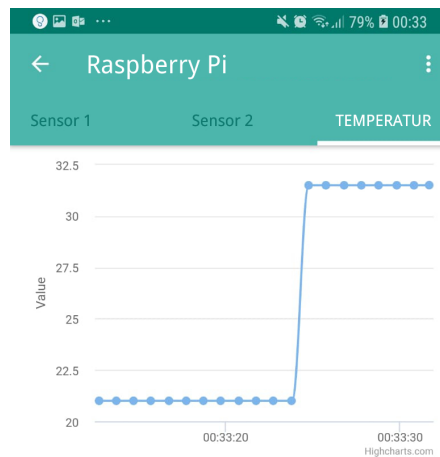 79% 00:33
Raspberry Pi
Sensor 1 Sensor 2 TEMPERATUR
32.5
30
27.5
25
22.5
20
Value
00:33:20 00:33:30
Highcharts.com